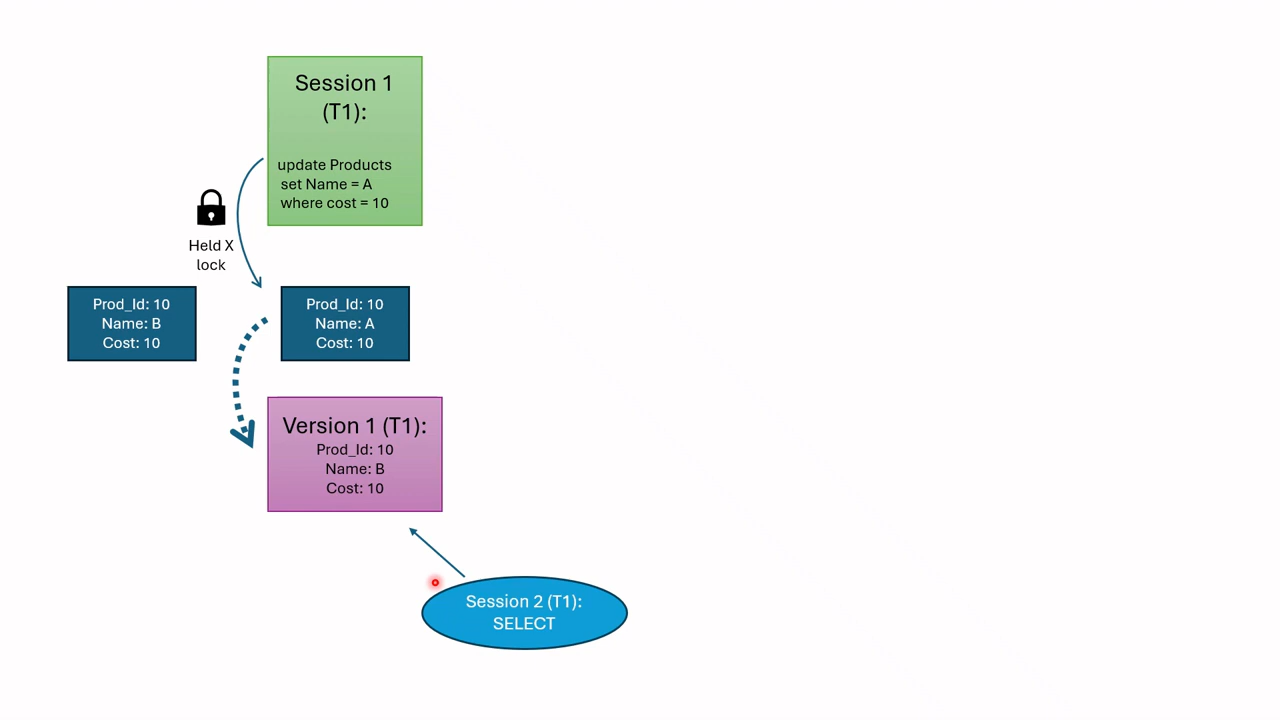 Session 1
(T1):
update Products
set Name = A
where cost = 10
Held X
lock
Prod_Id: 10
Name: B
Cost: 10
Prod_Id: 10
Name: A
Cost: 10
Version 1 (T1):
Prod_Id: 10
Name: B
Cost: 10
Session 2 (T1):
SELECT